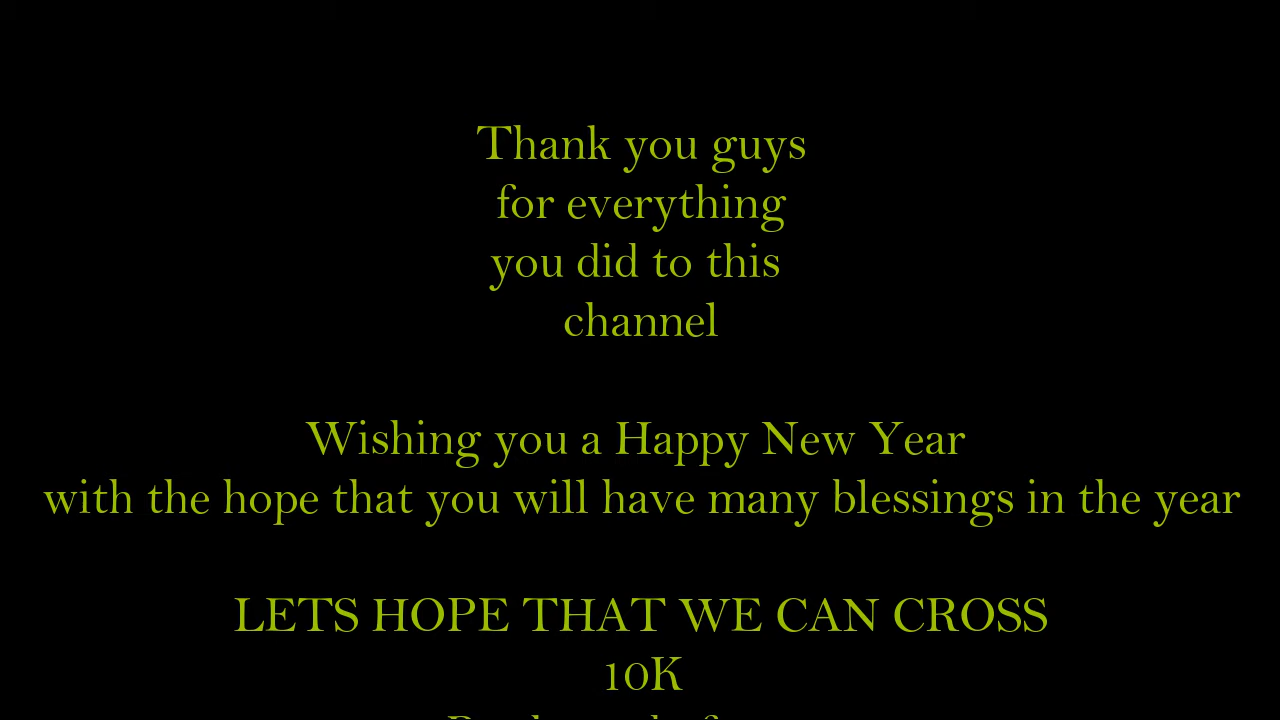 Thank you guys
for everything
you did to this
channel
Wishing you a Happy New Year
with the hope that you will have many blessings in the year
LETS HOPE THAT WE CAN CROSS
10K